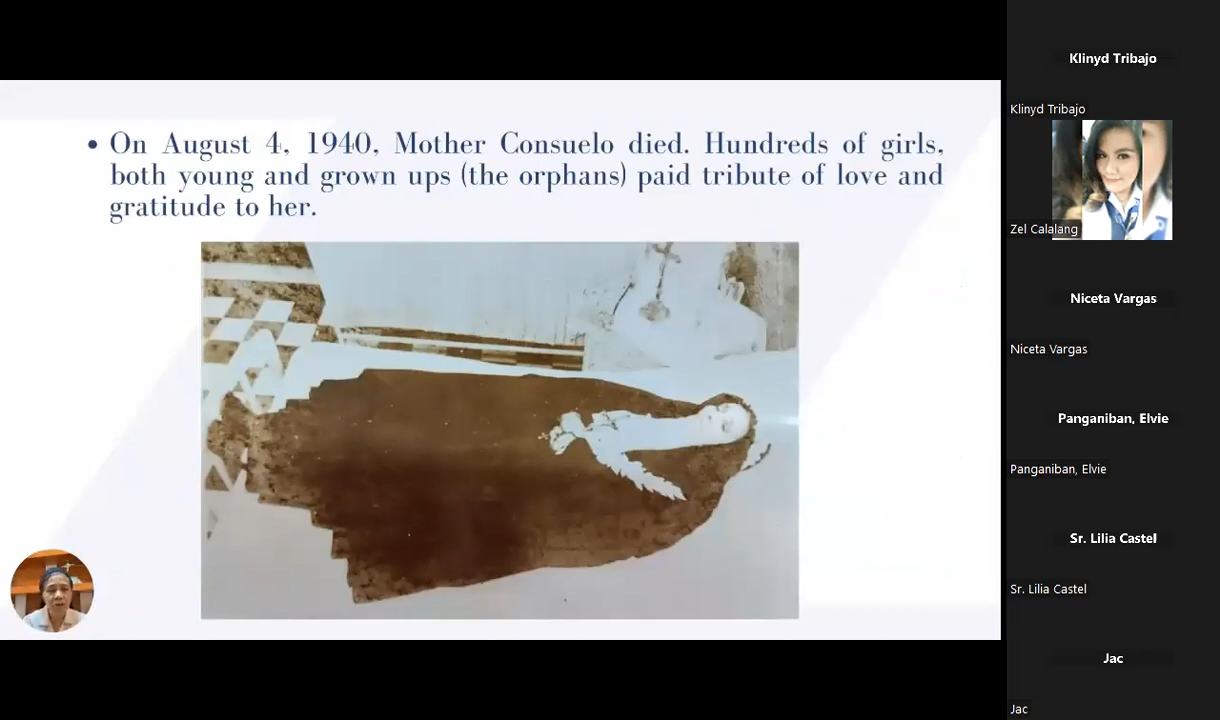 • On August 4, 1940, Mother Consuelo died. Hundreds of girls,
both young and grown ups (the orphans) paid tribute of love and
gratitude to her.
Klinyd Tribajo
Klinyd Tribajo
Zel Calalang
Niceta Vargas
Niceta Vargas
Panganiban, Elvie
Panganiban, Elvie
Sr. Lilia Castel
Sr. Lilia Castel
Jac
Jac